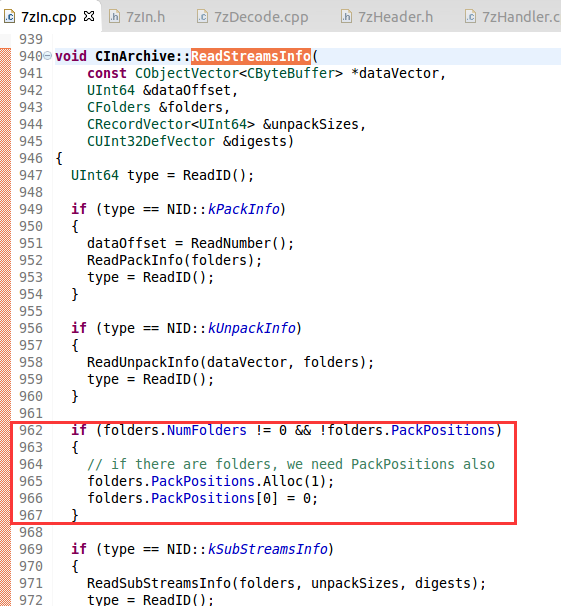 7zIn.cpp 7zIn.h 7zDecode.cpp 7zHeader.h 7zHandler.c
939
940 void CInArchive::ReadStreamsInfo(
941 const CObjectVector<CByteBuffer> *dataVector,
942 UInt64 &dataOffset,
943 CFolders &folders,
944 CRecordVector<UInt64> &unpackSizes,
945 CUInt32DefVector &digests)
946 {
947 UInt64 type = ReadID();
948
949 if (type == NID::kPackInfo)
950 {
951 dataOffset = ReadNumber();
952 ReadPackInfo(folders);
953 type = ReadID();
954 }
955
956 if (type == NID::kUnpackInfo)
957 {
958 ReadUnpackInfo(dataVector, folders);
959 type = ReadID();
960 }
961
962 if (folders.NumFolders != 0 && !folders.PackPositions)
963 {
964 // if there are folders, we need PackPositions also
965 folders.PackPositions.Alloc(1);
966 folders.PackPositions[0] = 0;
967 }
968
969 if (type == NID::kSubStreamsInfo)
970 {
971 ReadSubStreamsInfo(folders, unpackSizes, digests);
972 type = ReadID();